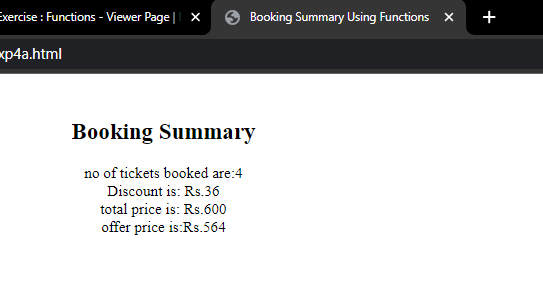 Exercise : Functions - Viewer Page |
Booking Summary Using Functions
xp4a.html
Booking Summary
no of tickets booked are:4
Discount is: Rs.36
total price is: Rs.600
offer price is:Rs.564